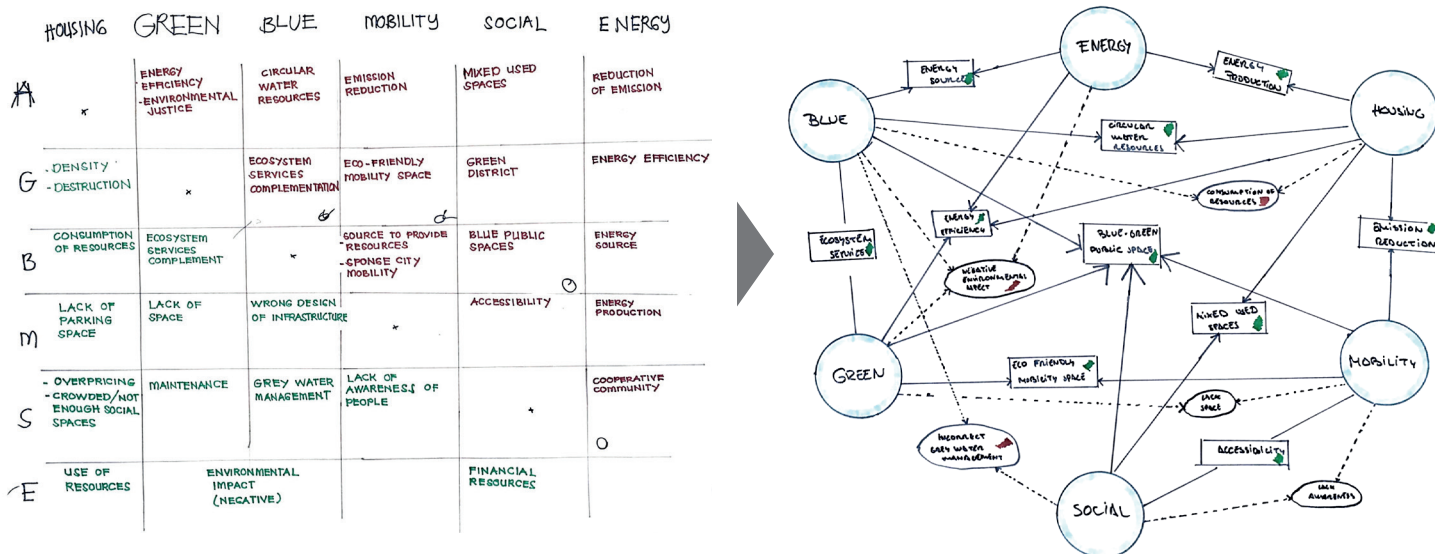 HOUSING GREEN BLUE MOBILITY SOCIAL ENERGY
H
*
- ENERGY
EFFICIENCY
- ENVIRONMENTAL
JUSTICE
CIRCULAR
WATER
RESOURCES
EMISSION
REDUCTION
MIXED USED
SPACES
REDUCTION
OF EMISSION
G
- DENSITY
- DESTRUCTION
*
ECOSYSTEM
SERVICES
COMPLEMENTATION
ECO-FRIENDLY
MOBILITY SPACE
GREEN
DISTRICT
ENERGY EFFICIENCY
B
CONSUMPTION
OF RESOURCES
ECOSYSTEM
SERVICES
COMPLEMENT
*
- SOURCE TO PROVIDE
RESOURCES
- SPONGE CITY
MOBILITY
BLUE PUBLIC
SPACES
ENERGY
SOURCE
M
LACK OF
PARKING
SPACE
LACK OF
SPACE
WRONG DESIGN
OF INFRASTRUCTURE
*
ACCESSIBILITY
ENERGY
PRODUCTION
S
- OVERPRICING
- CROWDED/NOT
ENOUGH SOCIAL
SPACES
MAINTENANCE
GREY WATER
MANAGEMENT
LACK OF
AWARENESS OF
PEOPLE
*
COOPERATIVE
COMMUNITY
E
USE OF
RESOURCES
ENVIRONMENTAL
IMPACT
(NEGATIVE)
FINANCIAL
RESOURCES
ENERGY
ENERGY
SOURCE
ENERGY
PRODUCTION
BLUE
HOUSING
CIRCULAR
WATER
RESOURCES
CONSUMPTION OF
RESOURCES
ENERGY
EFFICIENCY
ECOSYSTEM
SERVICES
BLUE-GREEN
PUBLIC SPACES
EMISSION
REDUCTION
NEGATIVE
ENVIRONMENTAL
IMPACT
MIXED USED
SPACES
GREEN
ECO FRIENDLY
MOBILITY SPACE
MOBILITY
LACK
SPACE
INCORRECT
GREY WATER
MANAGEMENT
ACCESSIBILITY
LACK
AWARENESS
SOCIAL